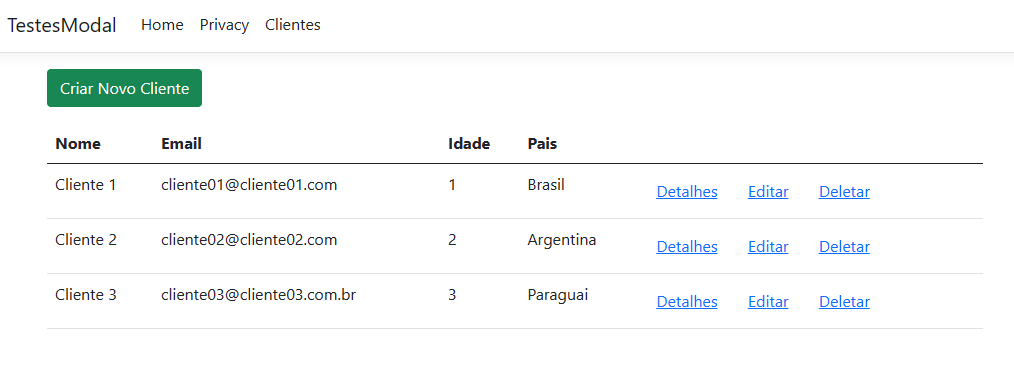 TestesModal Home Privacy Clientes
Criar Novo Cliente
Nome Email Idade Pais
Cliente 1 cliente01@cliente01.com 1 Brasil Detalhes Editar Deletar
Cliente 2 cliente02@cliente02.com 2 Argentina Detalhes Editar Deletar
Cliente 3 cliente03@cliente03.com.br 3 Paraguai Detalhes Editar Deletar